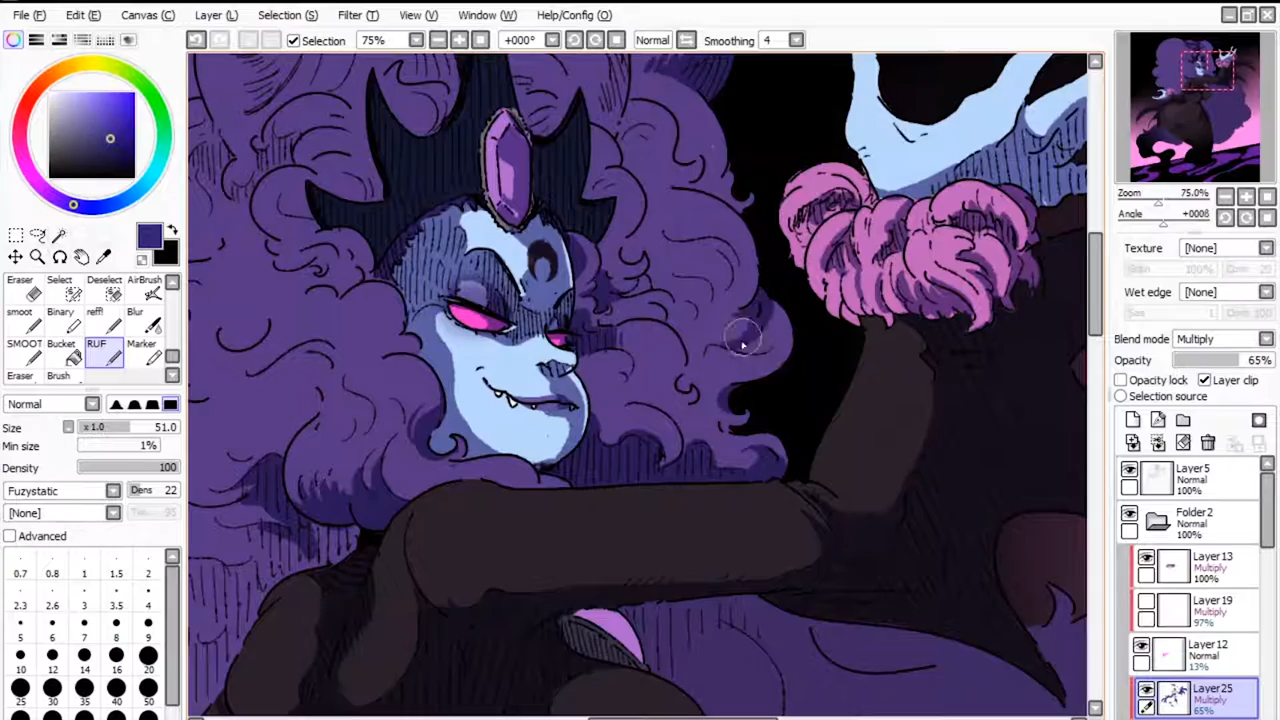 File (F) Edit (E) Canvas (C) Layer (L) Selection (S) Filter (T) View (V) Window (W) Help/Config (O)
Selection 75% +000° Normal Smoothing 4
Zoom 75.0%
Angle +0006
Texture [None]
100%
Wet edge [None]
1 100
Blend mode Multiply
Opacity 65%
Opacity lock Layer clip
Selection source
Eraser Select Deselect AirBrush
smoot Binary reff! Blur
SMOOT Bucket RUF Marker
Eraser Brush
Normal
Size x 1.0 51.0
Min size 1%
Density 100
Fuzzystatic Dens 22
[None] 95
Advanced
0.7 0.8 1 1.5 2
2.3 2.6 3 3.5 4
5 6 7 8 9
10 12 14 16 20
25 30 35 40 50
Layer5
Normal
100%
Folder2
Normal
100%
Layer13
Multiply
100%
Layer19
Multiply
97%
Layer12
Normal
13%
Layer25
Multiply
65%